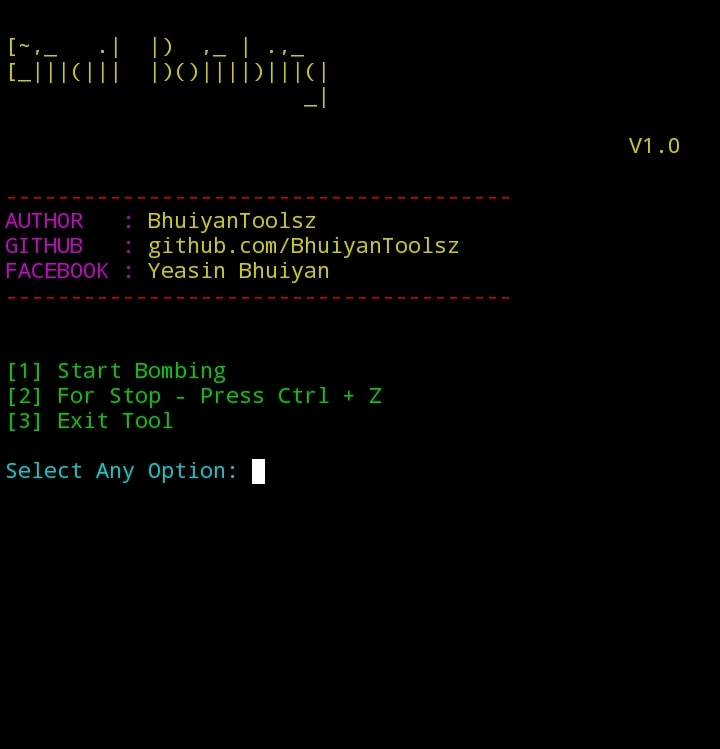 [~,_   .|  |)  ,_ | .,_
[_|||(|||  |)()||||)|||(|
                       _|
V1.0
---------------------------------------
AUTHOR   : BhuiyanToolsz
GITHUB   : github.com/BhuiyanToolsz
FACEBOOK : Yeasin Bhuiyan
---------------------------------------
[1] Start Bombing
[2] For Stop - Press Ctrl + Z
[3] Exit Tool
Select Any Option: